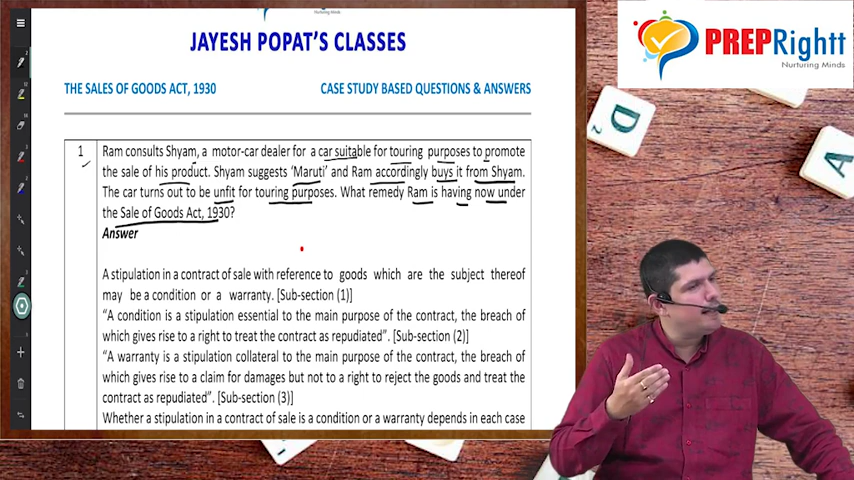 Nurturing Minds
JAYESH POPAT'S CLASSES
PREPRightt
Nurturing Minds
THE SALES OF GOODS ACT, 1930 CASE STUDY BASED QUESTIONS & ANSWERS
1 Ram consults Shyam, a motor-car dealer for a car suitable for touring purposes to promote
the sale of his product. Shyam suggests 'Maruti' and Ram accordingly buys it from Shyam.
The car turns out to be unfit for touring purposes. What remedy Ram is having now under
the Sale of Goods Act, 1930?
Answer
A stipulation in a contract of sale with reference to goods which are the subject thereof
may be a condition or a warranty. [Sub-section (1)]
“A condition is a stipulation essential to the main purpose of the contract, the breach of
which gives rise to a right to treat the contract as repudiated”. [Sub-section (2)]
“A warranty is a stipulation collateral to the main purpose of the contract, the breach of
which gives rise to a claim for damages but not to a right to reject the goods and treat the
contract as repudiated”. [Sub-section (3)]
Whether a stipulation in a contract of sale is a condition or a warranty depends in each case
D2
A